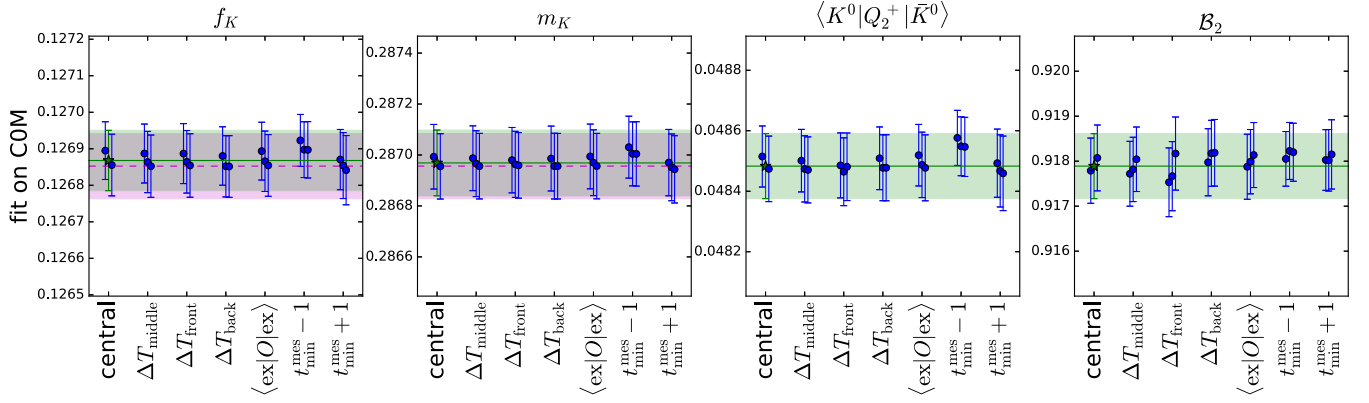 f_K
m_K
⟨K⁰|Q₂⁺|K̄⁰⟩
ℬ₂
fit on C0M
0.1272
0.1271
0.1270
0.1269
0.1268
0.1267
0.1266
0.1265
0.2874
0.2872
0.2870
0.2868
0.2866
0.0488
0.0486
0.0484
0.0482
0.920
0.919
0.918
0.917
0.916
central
ΔT_middle
ΔT_front
ΔT_back
⟨ex|O|ex⟩
t_min^mes − 1
t_min^mes + 1
central
ΔT_middle
ΔT_front
ΔT_back
⟨ex|O|ex⟩
t_min^mes − 1
t_min^mes + 1
central
ΔT_middle
ΔT_front
ΔT_back
⟨ex|O|ex⟩
t_min^mes − 1
t_min^mes + 1
central
ΔT_middle
ΔT_front
ΔT_back
⟨ex|O|ex⟩
t_min^mes − 1
t_min^mes + 1